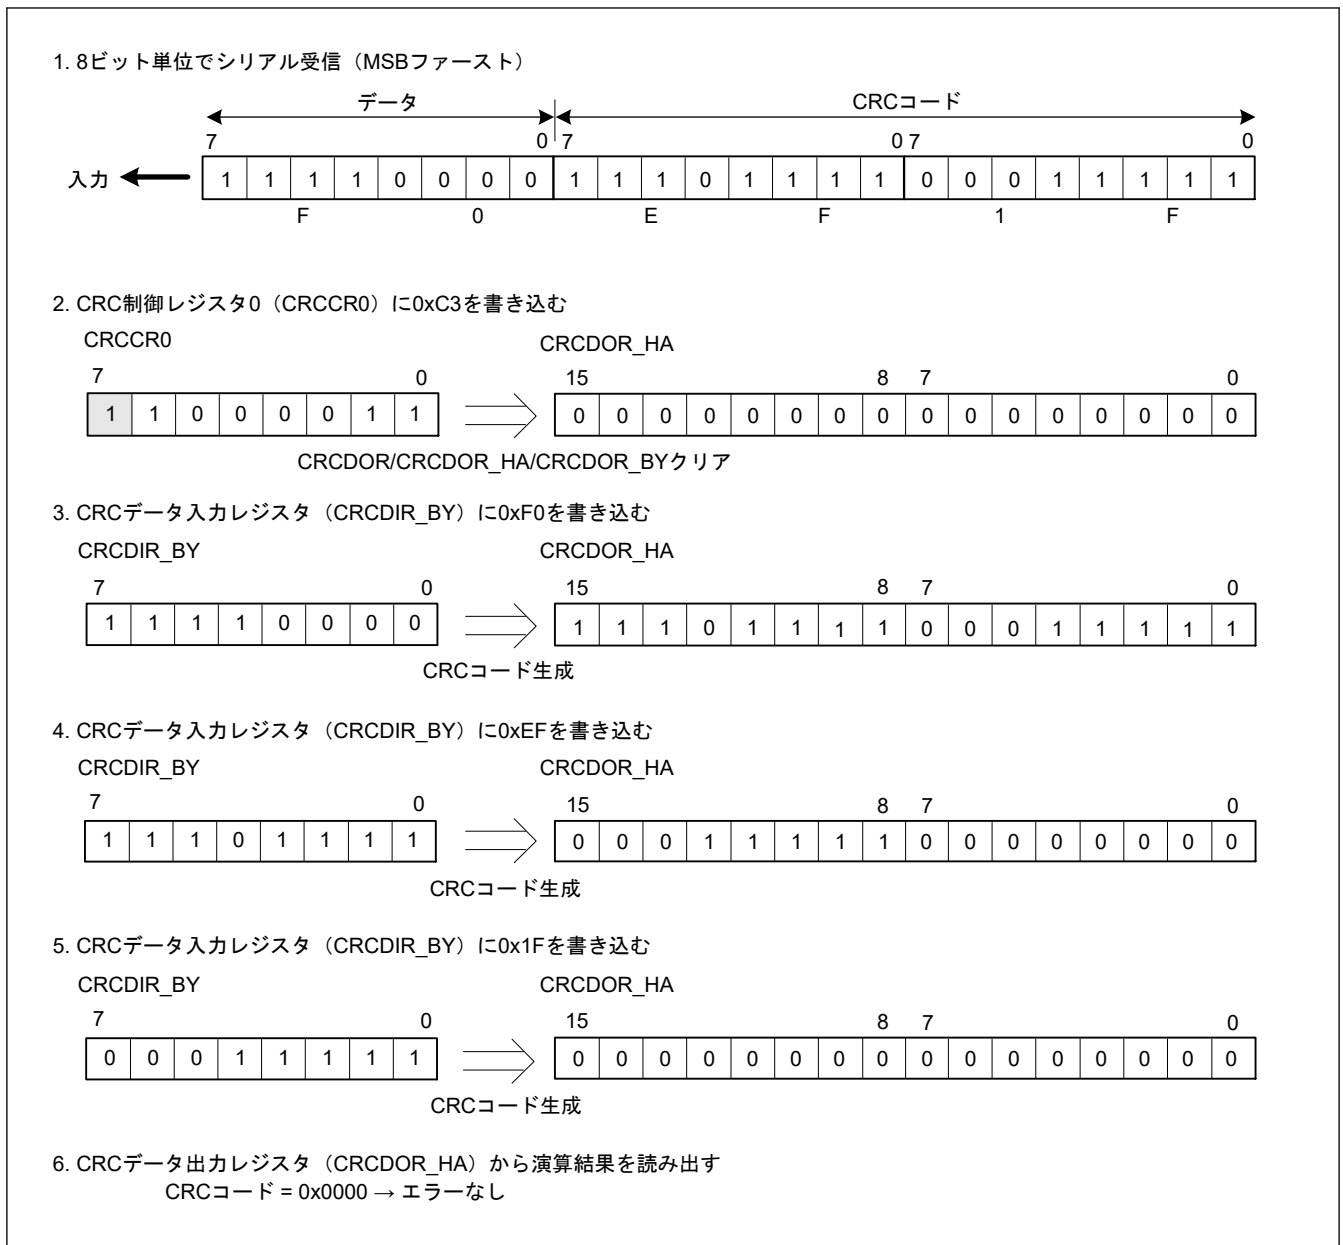 1. 8ビット単位でシリアル受信（MSBファースト）
データ CRCコード
7 0 7 0 7 0
入力 1 1 1 1 0 0 0 0 1 1 1 0 1 1 1 1 0 0 0 1 1 1 1 1
F 0 E F 1 F
2. CRC制御レジスタ0（CRCCR0）に0xC3を書き込む
CRCCR0 CRCDOR_HA
7 0 15 8 7 0
1 1 0 0 0 0 1 1 0 0 0 0 0 0 0 0 0 0 0 0 0 0 0 0
CRCDOR/CRCDOR_HA/CRCDOR_BYクリア
3. CRCデータ入力レジスタ（CRCDIR_BY）に0xF0を書き込む
CRCDIR_BY CRCDOR_HA
7 0 15 8 7 0
1 1 1 1 0 0 0 0 1 1 1 0 1 1 1 1 0 0 0 1 1 1 1 1
CRCコード生成
4. CRCデータ入力レジスタ（CRCDIR_BY）に0xEFを書き込む
CRCDIR_BY CRCDOR_HA
7 0 15 8 7 0
1 1 1 0 1 1 1 1 0 0 0 1 1 1 1 1 0 0 0 0 0 0 0 0
CRCコード生成
5. CRCデータ入力レジスタ（CRCDIR_BY）に0x1Fを書き込む
CRCDIR_BY CRCDOR_HA
7 0 15 8 7 0
0 0 0 1 1 1 1 1 0 0 0 0 0 0 0 0 0 0 0 0 0 0 0 0
CRCコード生成
6. CRCデータ出力レジスタ（CRCDOR_HA）から演算結果を読み出す
CRCコード = 0x0000 → エラーなし